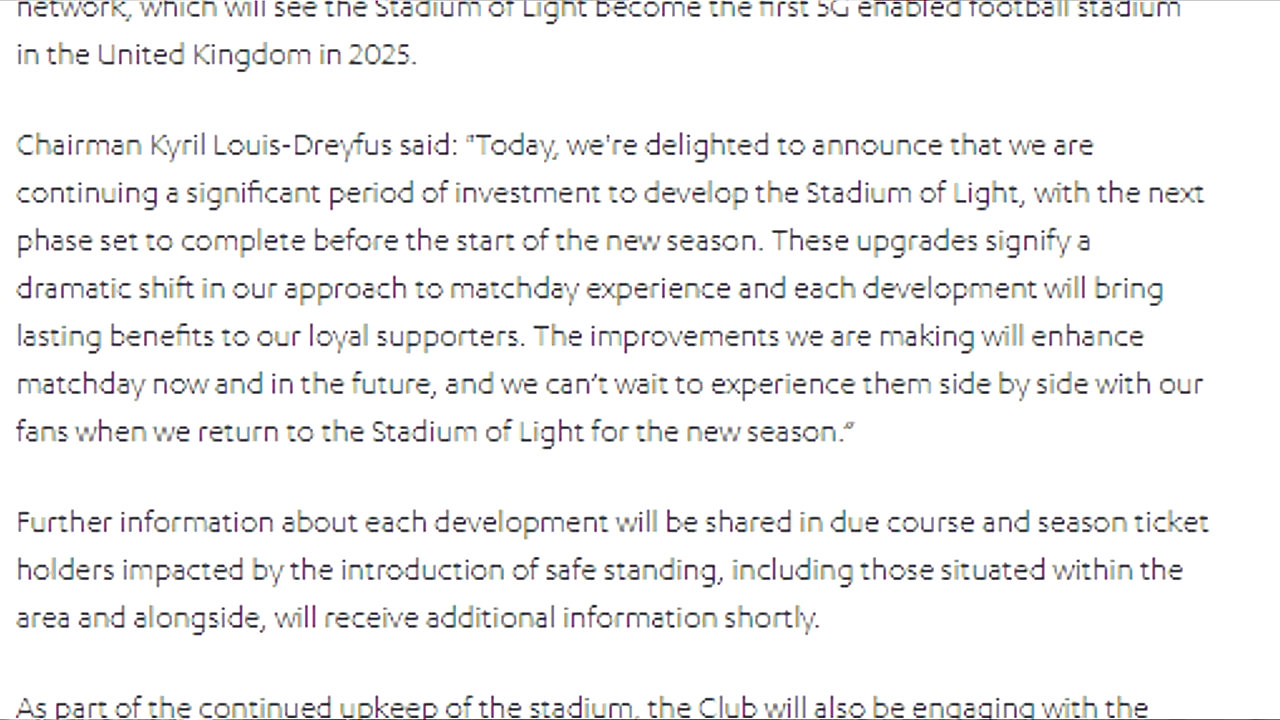 network, which will see the Stadium of Light become the first 5G enabled football stadium
in the United Kingdom in 2025.
Chairman Kyril Louis-Dreyfus said: "Today, we're delighted to announce that we are
continuing a significant period of investment to develop the Stadium of Light, with the next
phase set to complete before the start of the new season. These upgrades signify a
dramatic shift in our approach to matchday experience and each development will bring
lasting benefits to our loyal supporters. The improvements we are making will enhance
matchday now and in the future, and we can’t wait to experience them side by side with our
fans when we return to the Stadium of Light for the new season.”
Further information about each development will be shared in due course and season ticket
holders impacted by the introduction of safe standing, including those situated within the
area and alongside, will receive additional information shortly.
As part of the continued upkeep of the stadium, the Club will also be engaging with the